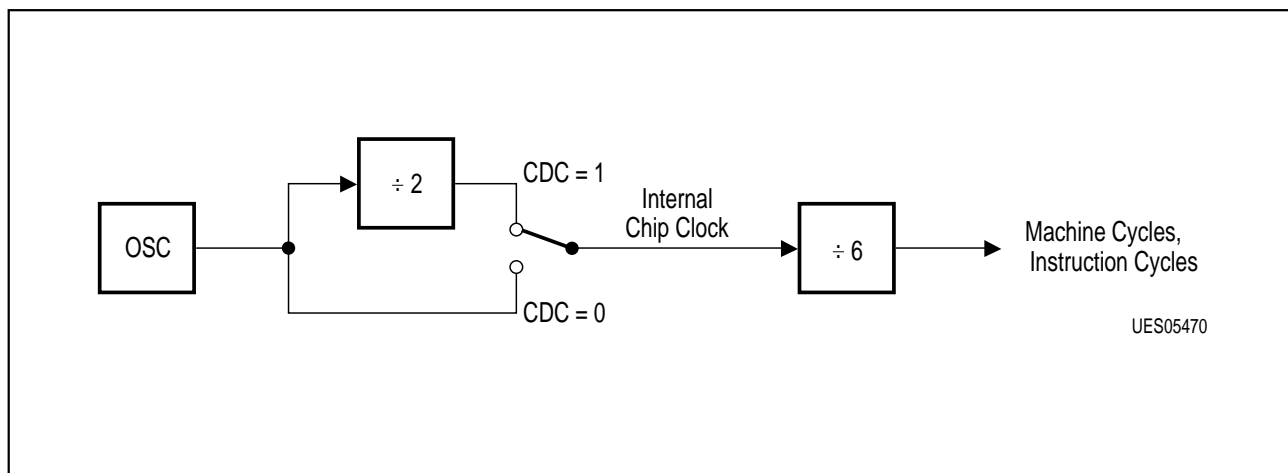 OSC
÷ 2
CDC = 1
CDC = 0
Internal
Chip Clock
÷ 6
Machine Cycles,
Instruction Cycles
UES05470